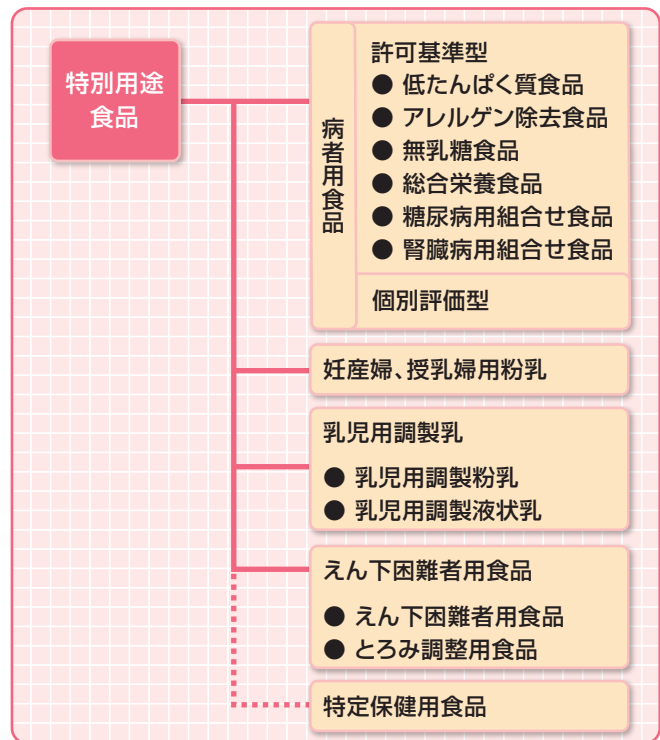 特別用途
食品
病者用食品
許可基準型
● 低たんぱく質食品
● アレルゲン除去食品
● 無乳糖食品
● 総合栄養食品
● 糖尿病用組合せ食品
● 腎臓病用組合せ食品
個別評価型
妊産婦、授乳婦用粉乳
乳児用調製乳
● 乳児用調製粉乳
● 乳児用調製液状乳
えん下困難者用食品
● えん下困難者用食品
● とろみ調整用食品
特定保健用食品